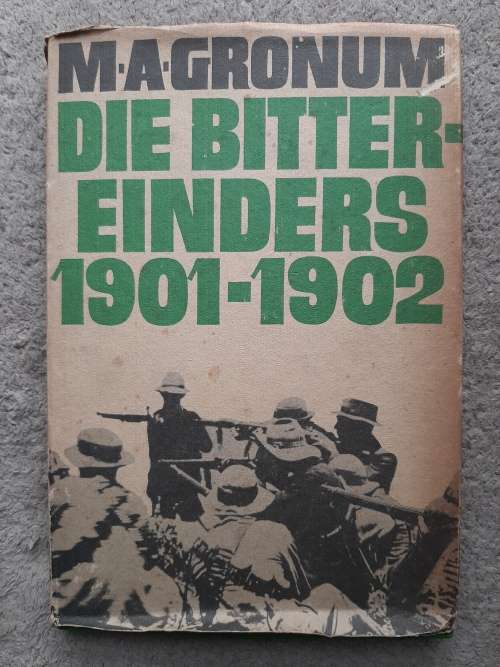 M·A·GRONUM
DIE BITTER-
EINDERS
1901-1902